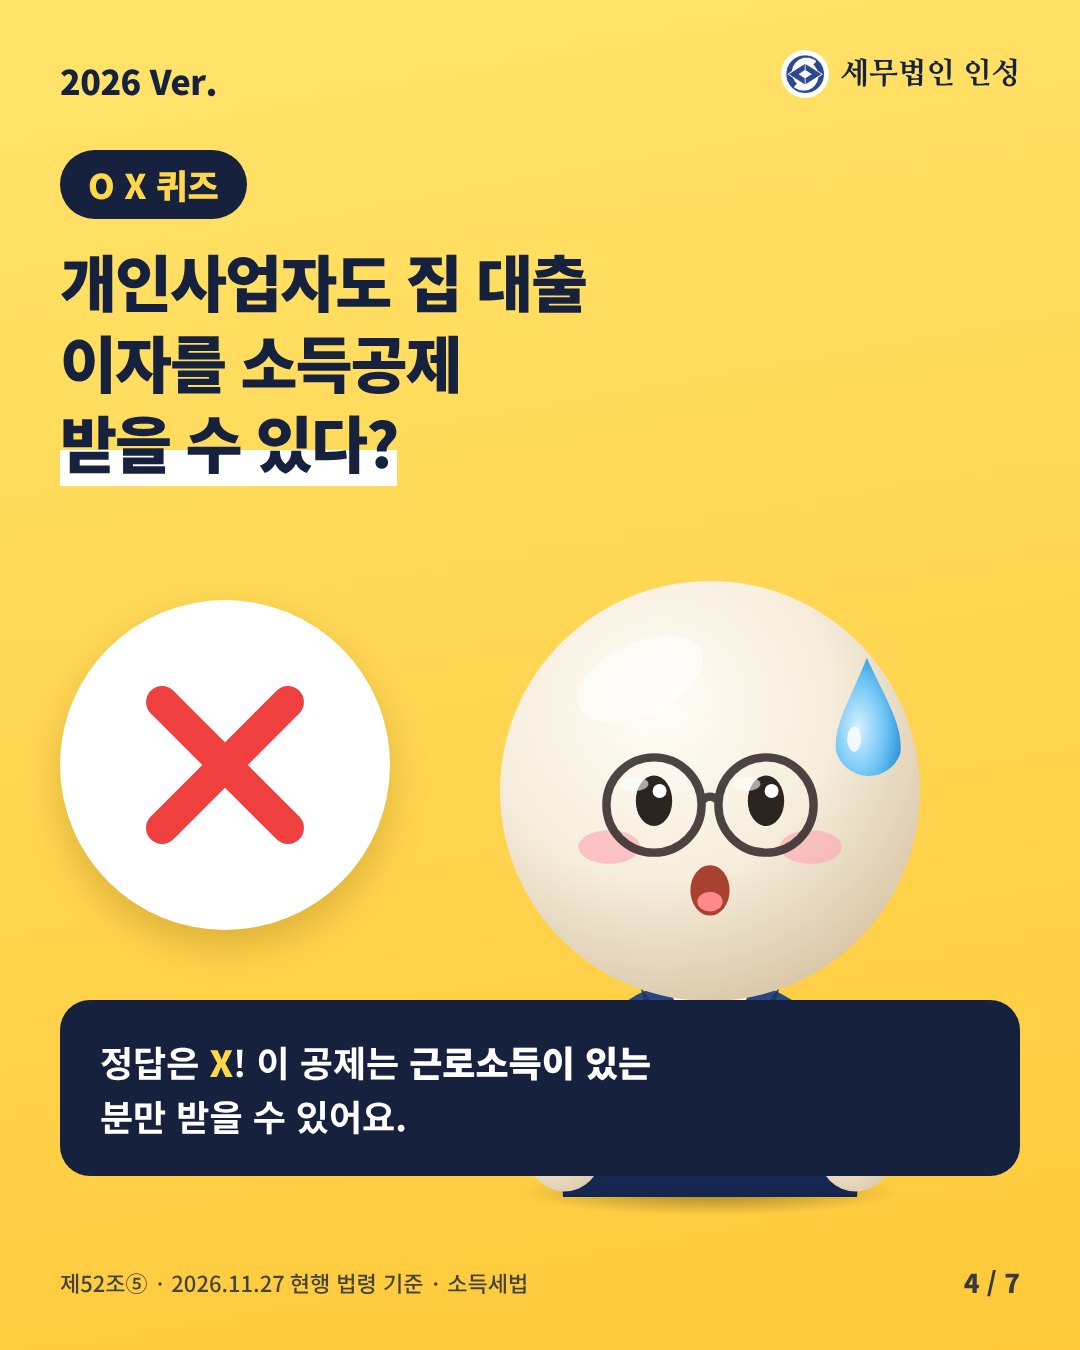 2026 Ver.
세무법인 인성
O X 퀴즈
개인사업자도 집 대출
이자를 소득공제
받을 수 있다?
정답은 X! 이 공제는 근로소득이 있는
분만 받을 수 있어요.
제52조⑤ · 2026.11.27 현행 법령 기준 · 소득세법
4 / 7